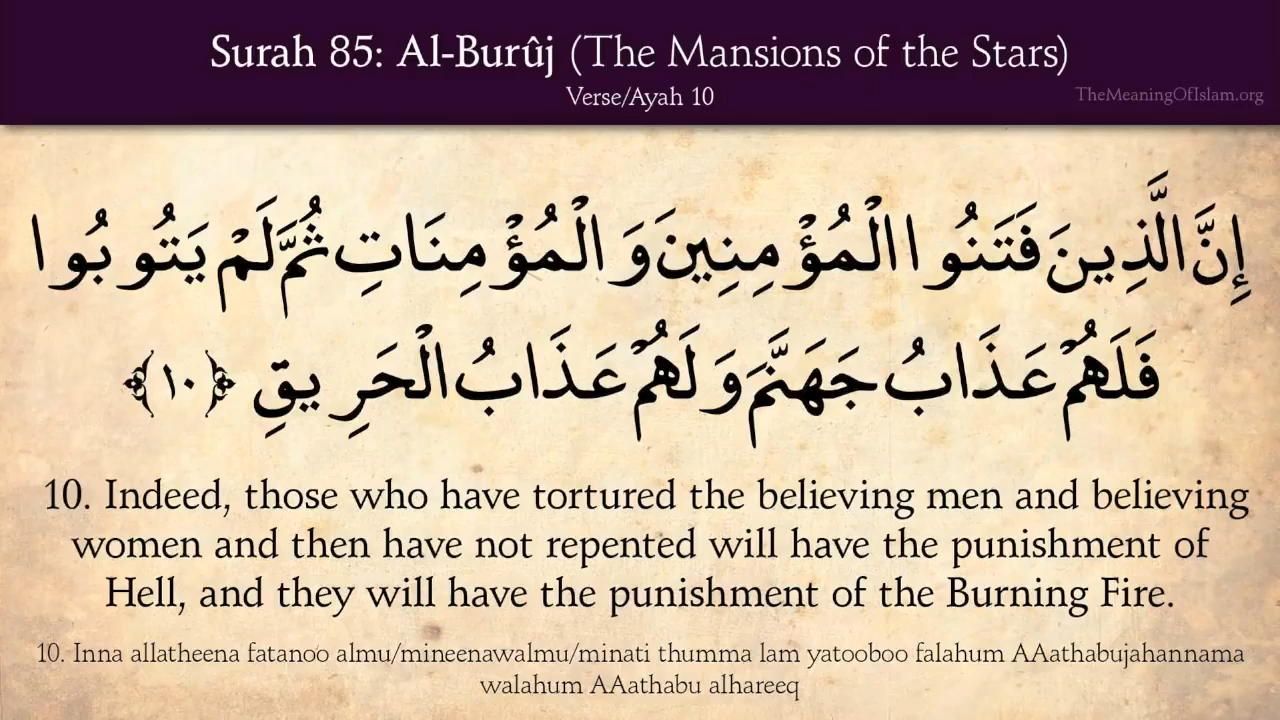 Surah 85: Al-Burûj (The Mansions of the Stars)
Verse/Ayah 10
TheMeaningOfIslam.org
إِنَّ الَّذِينَ فَتَنُوا الْمُؤْمِنِينَ وَالْمُؤْمِنَاتِ ثُمَّ لَمْ يَتُوبُوا
فَلَهُمْ عَذَابُ جَهَنَّمَ وَلَهُمْ عَذَابُ الْحَرِيقِ ﴿١٠﴾
10. Indeed, those who have tortured the believing men and believing
women and then have not repented will have the punishment of
Hell, and they will have the punishment of the Burning Fire.
10. Inna allatheena fatanoo almu/mineenawalmu/minati thumma lam yatooboo falahum AAathabujahannama
walahum AAathabu alhareeq